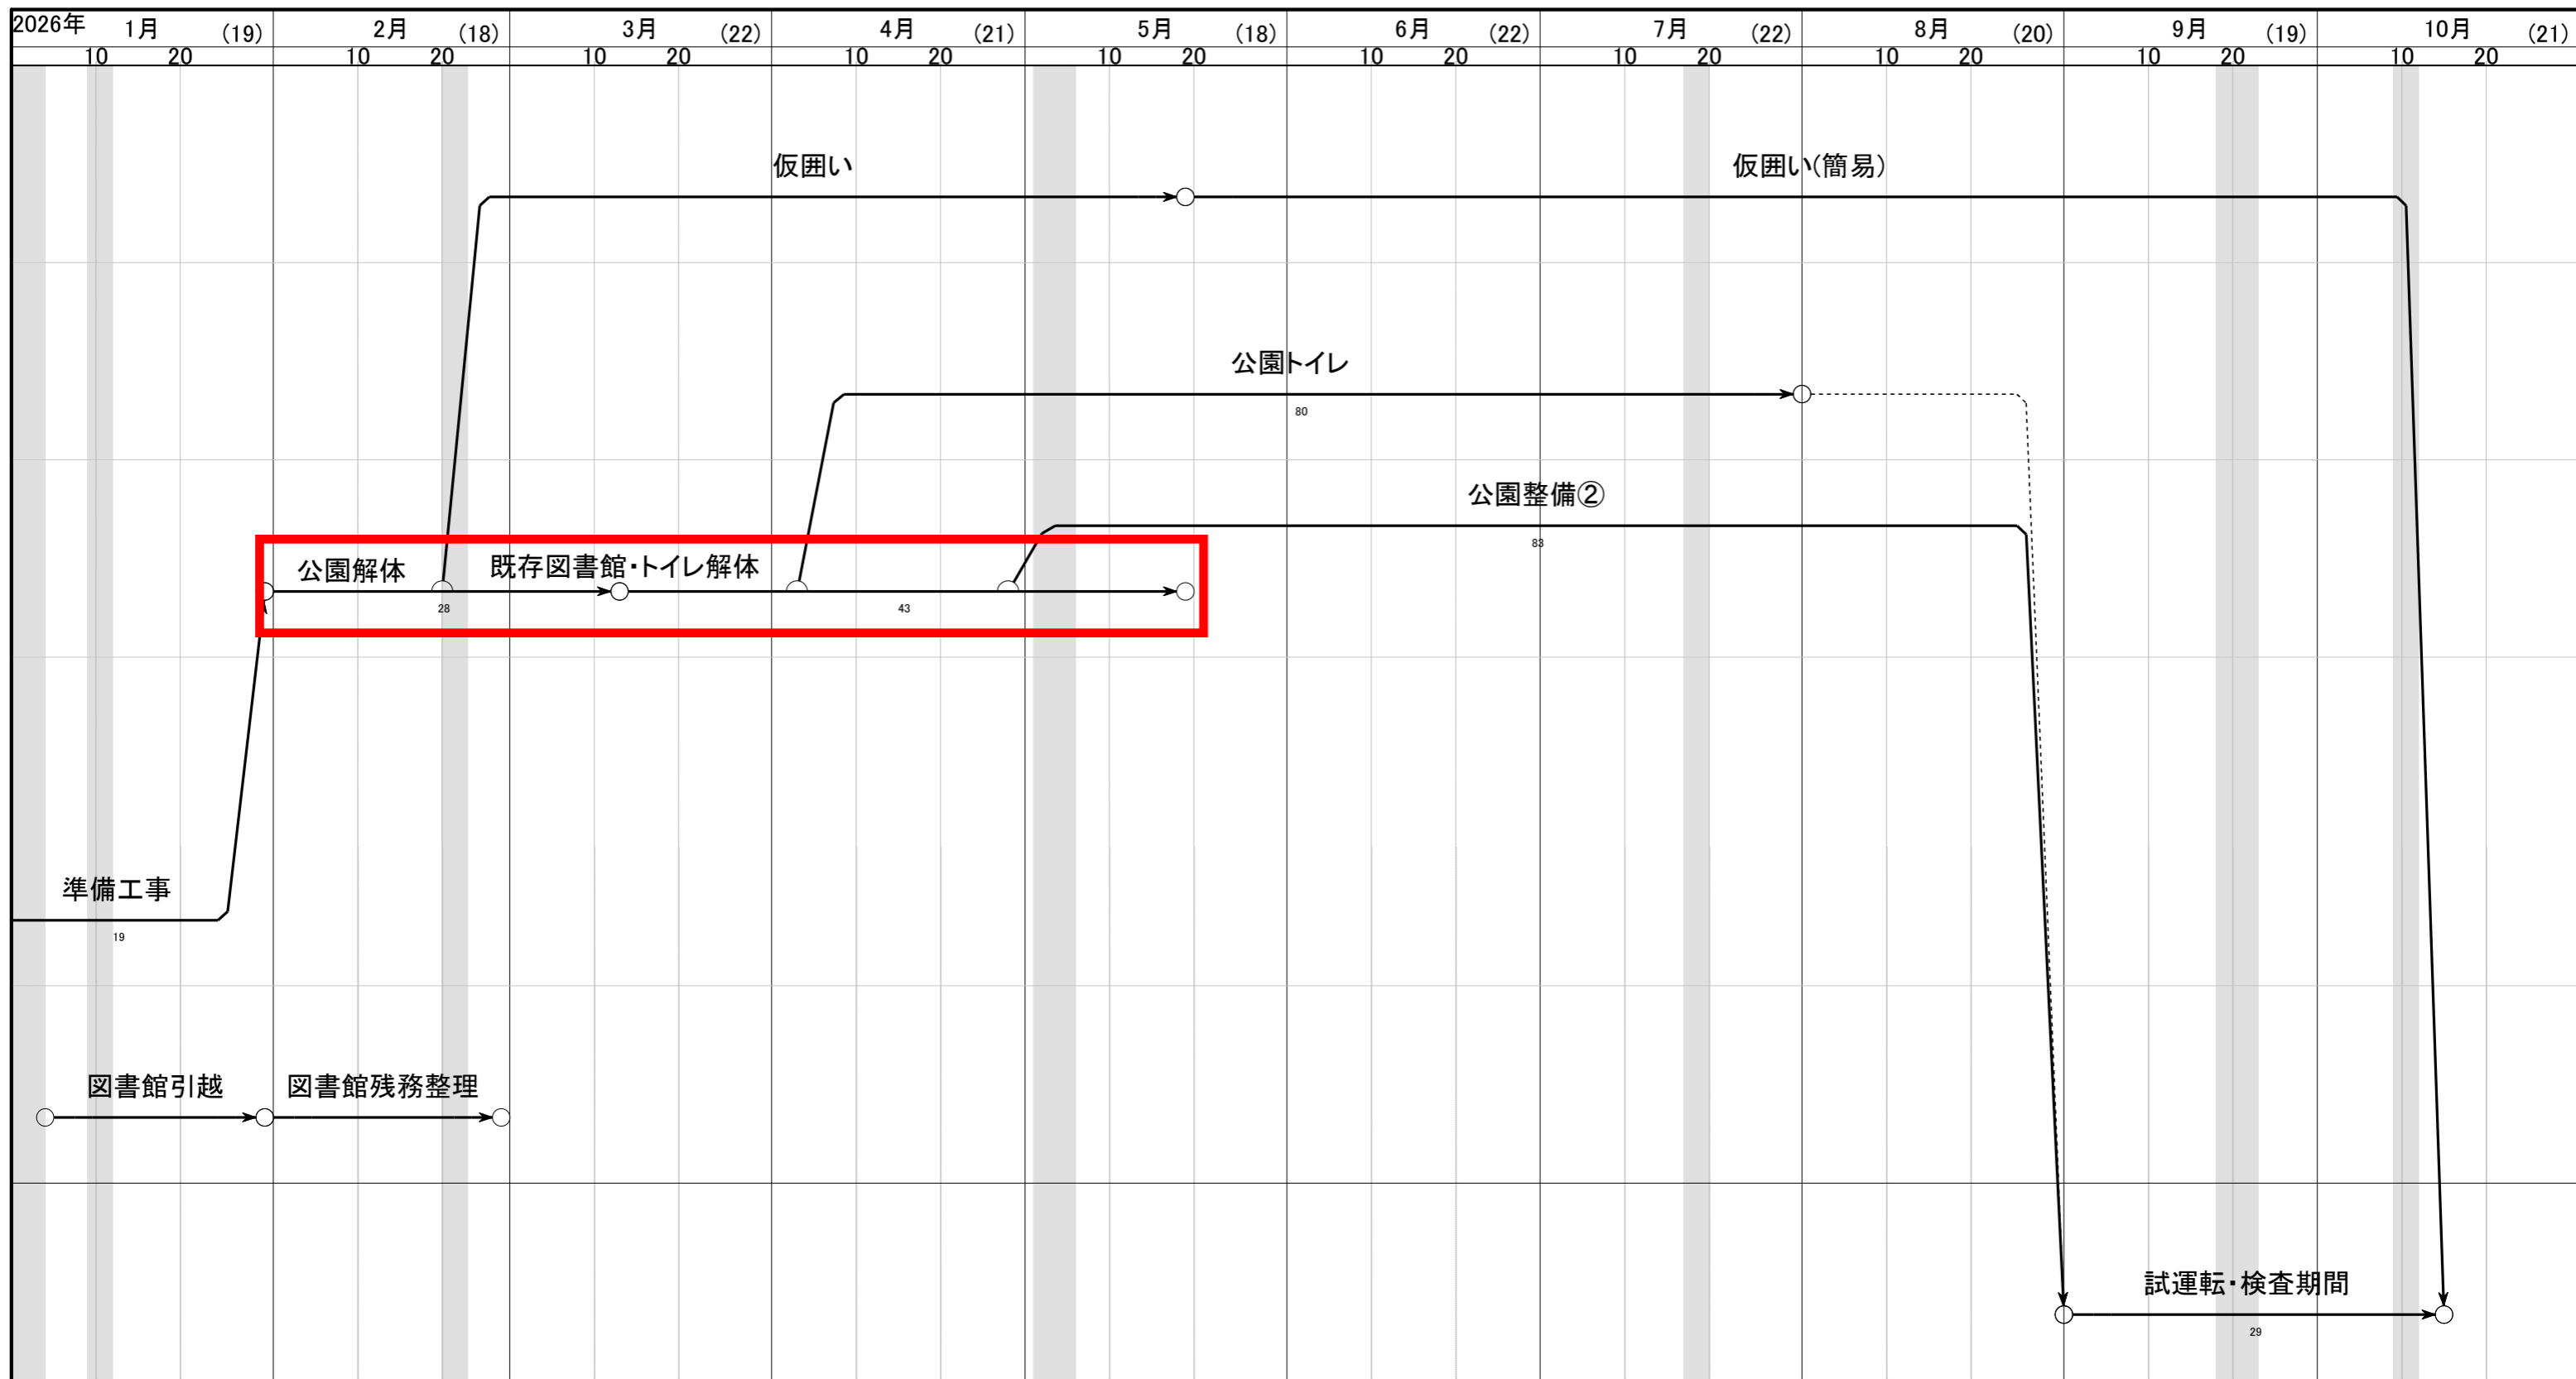 2026年 1月 (19) 2月 (18) 3月 (22) 4月 (21) 5月 (18) 6月 (22) 7月 (22) 8月 (20) 9月 (19) 10月 (21)
10 20 10 20 10 20 10 20 10 20 10 20 10 20 10 20 10 20 10 20
仮囲い 仮囲い(簡易)
公園トイレ
80
公園整備②
83
公園解体 既存図書館・トイレ解体
28 43
準備工事
19
図書館引越 図書館残務整理
試運転・検査期間
29